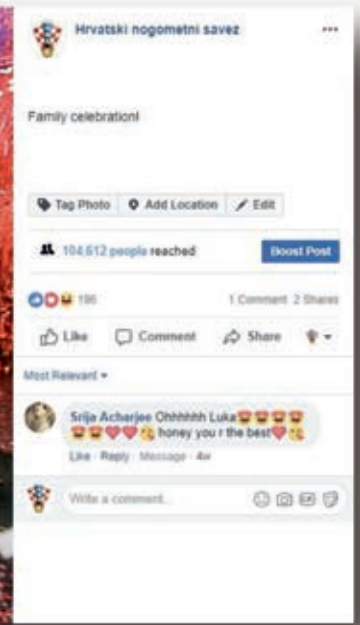 Hrvatski nogometni savez
Family celebration!
Tag Photo Add Location Edit
104,612 people reached Boost Post
196 1 Comment 2 Shares
Like Comment Share
Most Relevant
Srija Acharjee Ohhhhhh Luka
honey you r the best
Like · Reply · Message · 4w
Write a comment...
GIF